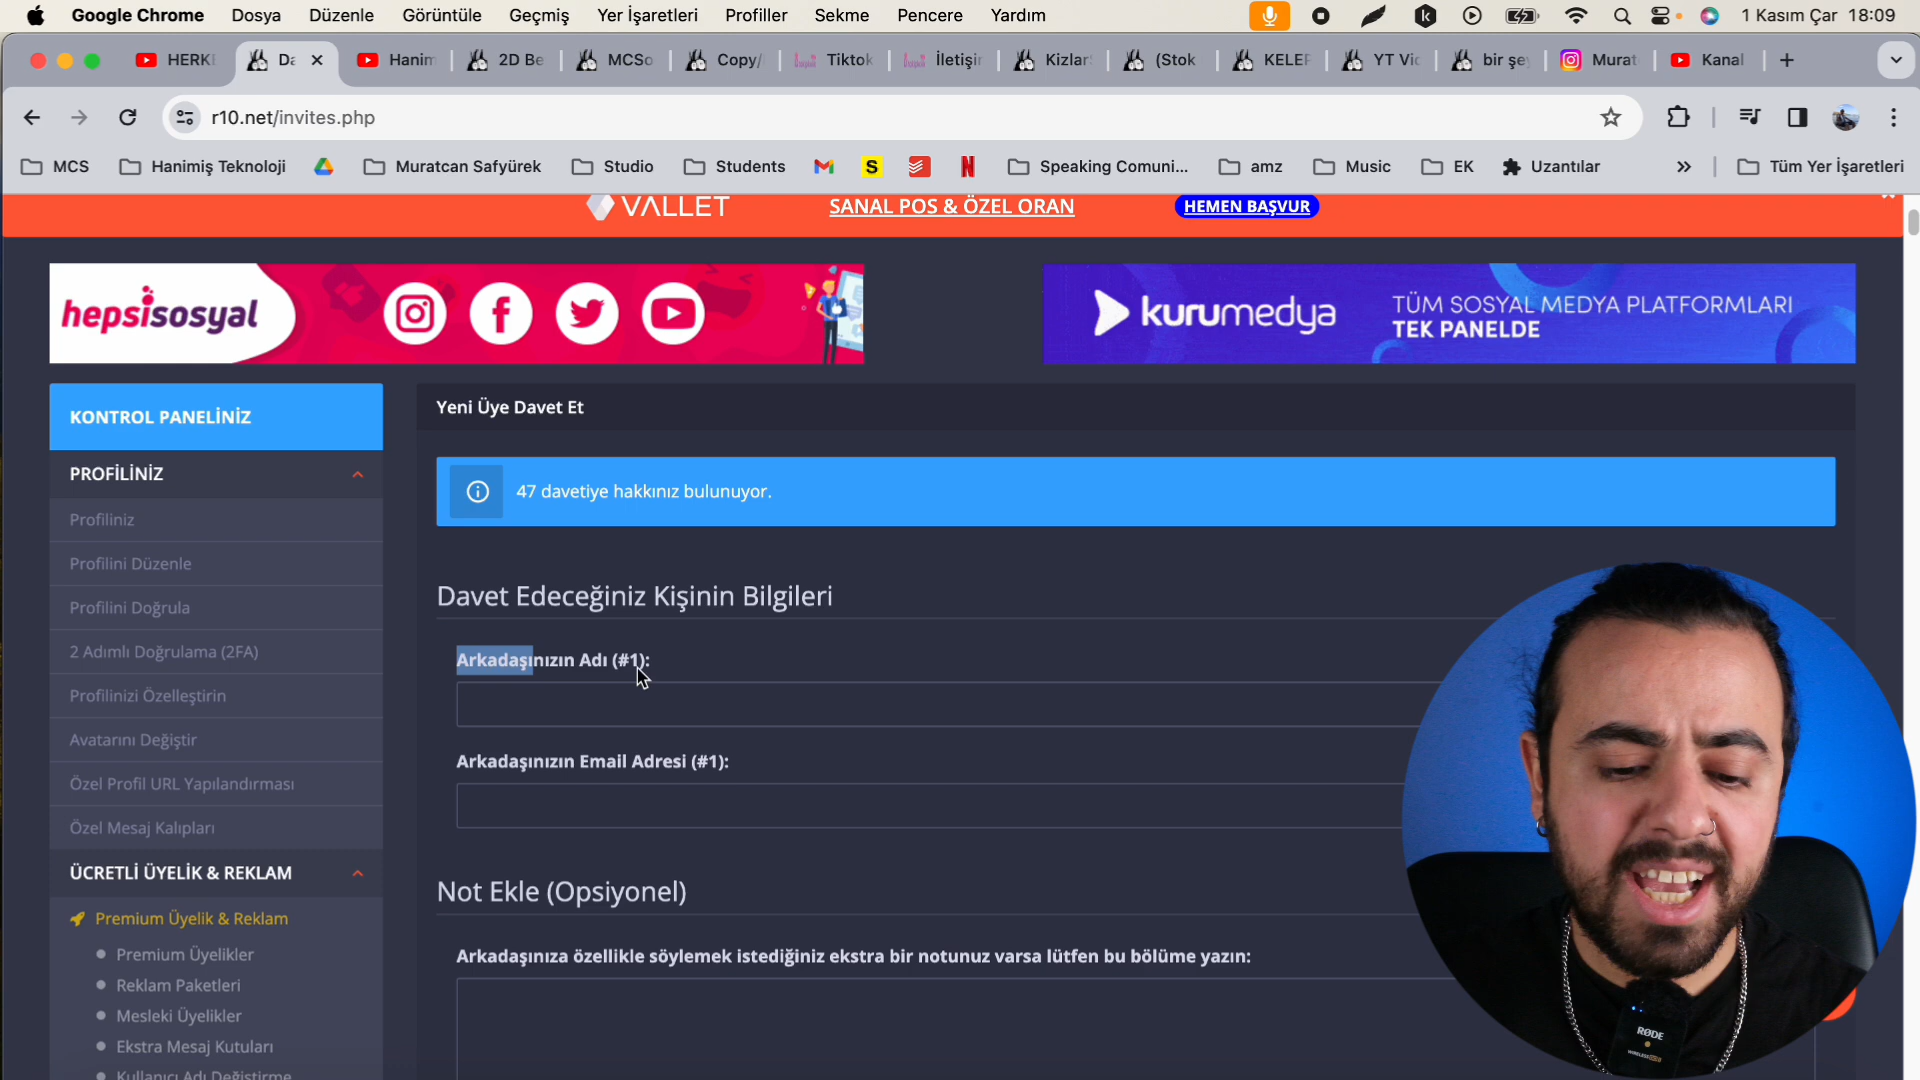 Google Chrome Dosya Düzenle Görüntüle Geçmiş Yer İşaretleri Profiller Sekme Pencere Yardım 1 Kasım Çar 18:09
HERK Da Hanim 2D Be MCSo Copy/ Tiktok İletişi Kizlar (Stok KELEP YT Vi bir şey Murat Kanal
r10.net/invites.php
MCS Hanimiş Teknoloji Muratcan Safyürek Studio Students S N Speaking Comuni... amz Music EK Uzantılar Tüm Yer İşaretleri
VALLET SANAL POS & ÖZEL ORAN HEMEN BAŞVUR
hepsisosyal
kurumedya TÜM SOSYAL MEDYA PLATFORMLARI
TEK PANELDE
KONTROL PANELİNİZ
PROFİLİNİZ
Profiliniz
Profilini Düzenle
Profilini Doğrula
2 Adımlı Doğrulama (2FA)
Profilinizi Özelleştirin
Avatarını Değiştir
Özel Profil URL Yapılandırması
Özel Mesaj Kalıpları
ÜCRETLİ ÜYELİK & REKLAM
Premium Üyelik & Reklam
Premium Üyelikler
Reklam Paketleri
Mesleki Üyelikler
Ekstra Mesaj Kutuları
Kullanıcı Adı Değiştirme
Yeni Üye Davet Et
47 davetiye hakkınız bulunuyor.
Davet Edeceğiniz Kişinin Bilgileri
Arkadaşınızın Adı (#1):
Arkadaşınızın Email Adresi (#1):
Not Ekle (Opsiyonel)
Arkadaşınıza özellikle söylemek istediğiniz ekstra bir notunuz varsa lütfen bu bölüme yazın:
RØDE